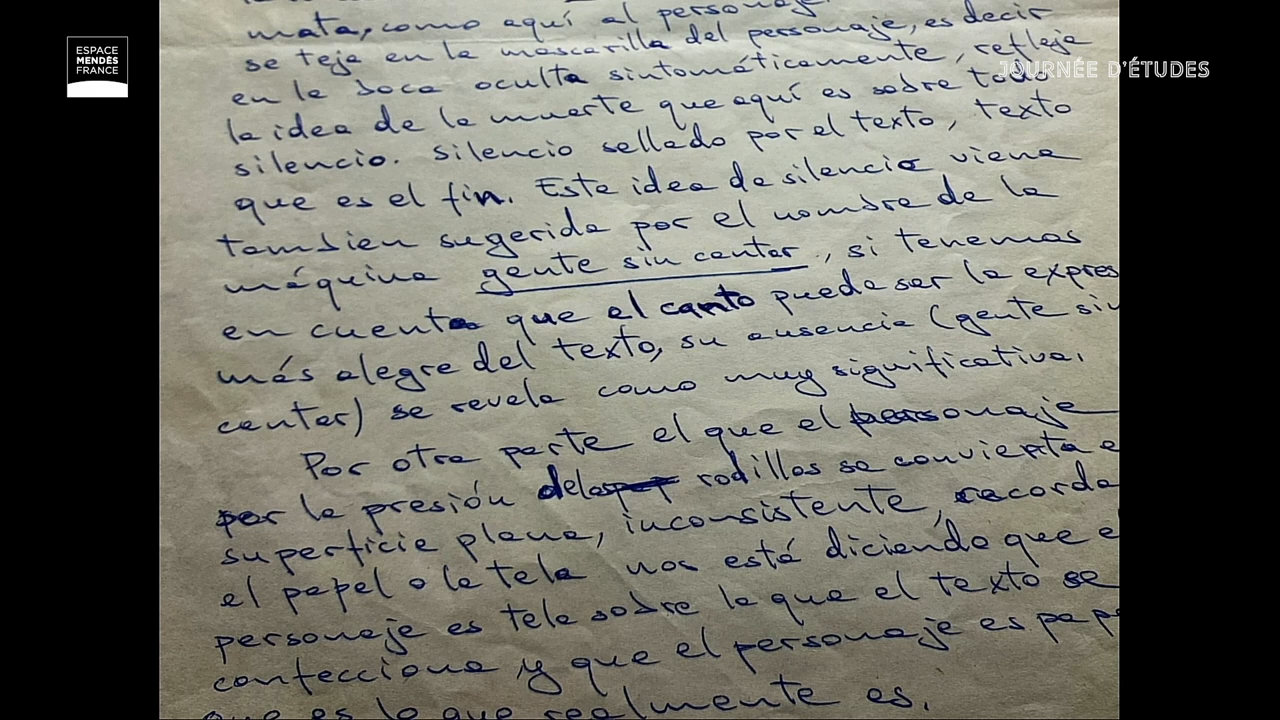 ESPACE
MENDÈS
FRANCE
JOURNÉE D'ÉTUDES
mata, como aquí al personaje
se teje en la mascarilla del personaje, es decir
en la boca oculta sintomáticamente, refleja
la idea de la muerte que aquí es sobre todo
silencio. Silencio sellado por el texto, texto
que es el fin. Esta idea de silencio viene
tambien sugerida por el nombre de la
máquina gente sin cantar, si tenemos
en cuenta que el canto puede ser la expres
más alegre del texto, su ausencia (gente sin
cantar) se revela como muy significativa.
Por otra parte el que el personaje
por la presión de los rodillos se convierta e
superficie plana, inconsistente, recorda
el papel o la tela nos está diciendo que e
personaje es tela sobre la que el texto se
confecciona y que el personaje es pape
que es lo que realmente es.